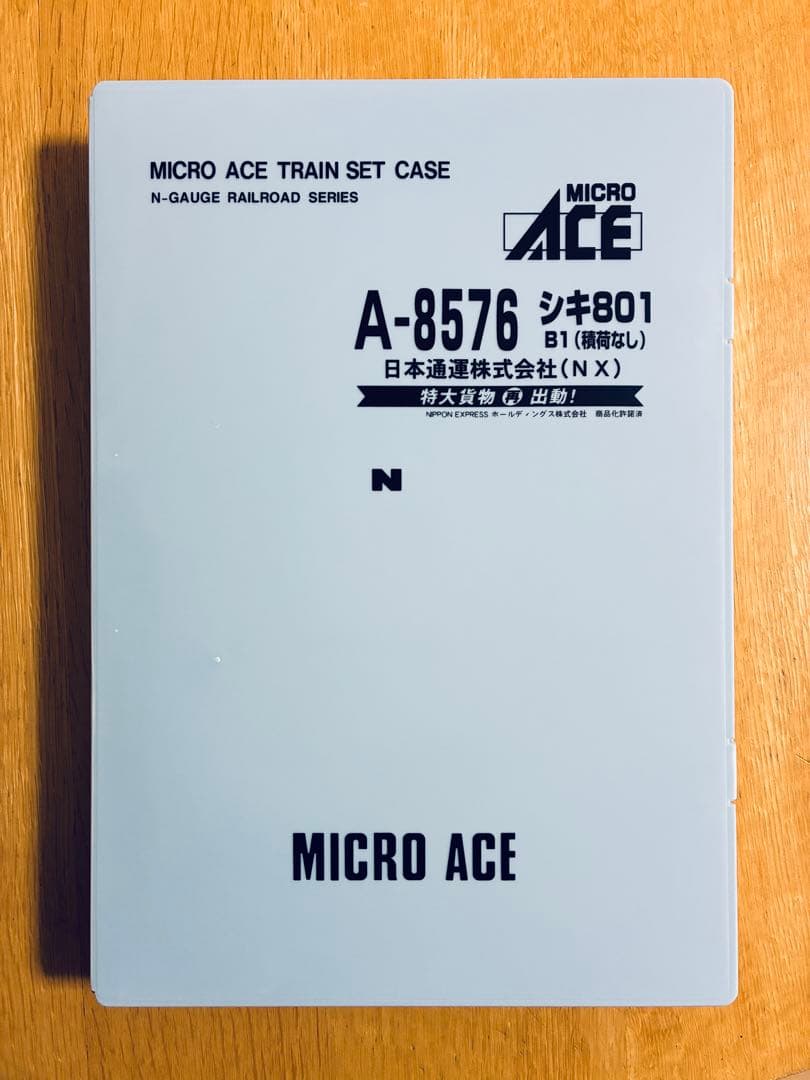 MICRO ACE TRAIN SET CASE
N-GAUGE RAILROAD SERIES
MICRO
ACE
A-8576 シキ801
B1(積荷なし)
日本通運株式会社(NX)
特大貨物 再 出動!
NIPPON EXPRESS ホールディングス株式会社 商品化許諾済
N
MICRO ACE